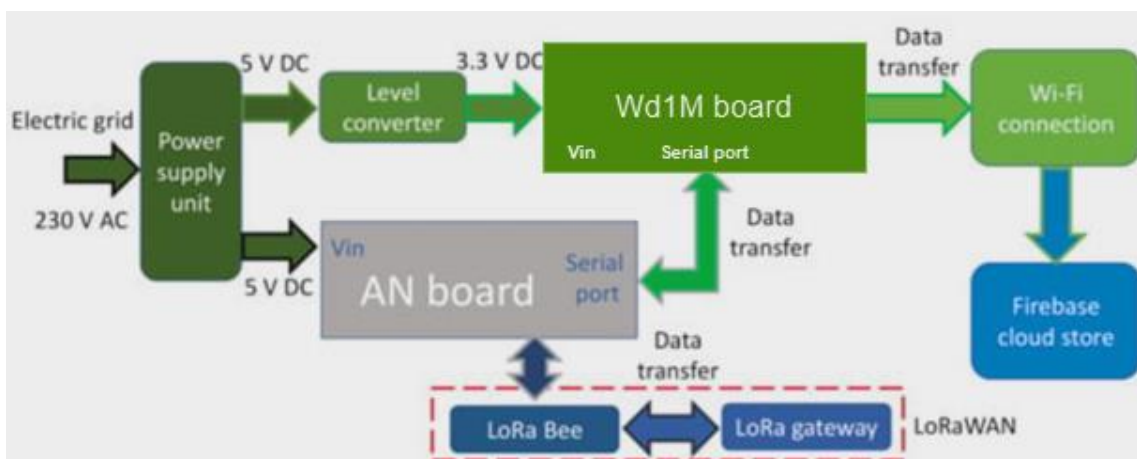 5 V DC
3.3 V DC
Data
transfer
Electric grid
Power
supply
unit
Level
converter
Wd1M board
Vin
Serial port
Wi-Fi
connection
230 V AC
5 V DC
Vin
AN board
Serial
port
Data
transfer
Firebase
cloud store
Data
transfer
LoRa Bee
LoRa gateway
LoRaWAN